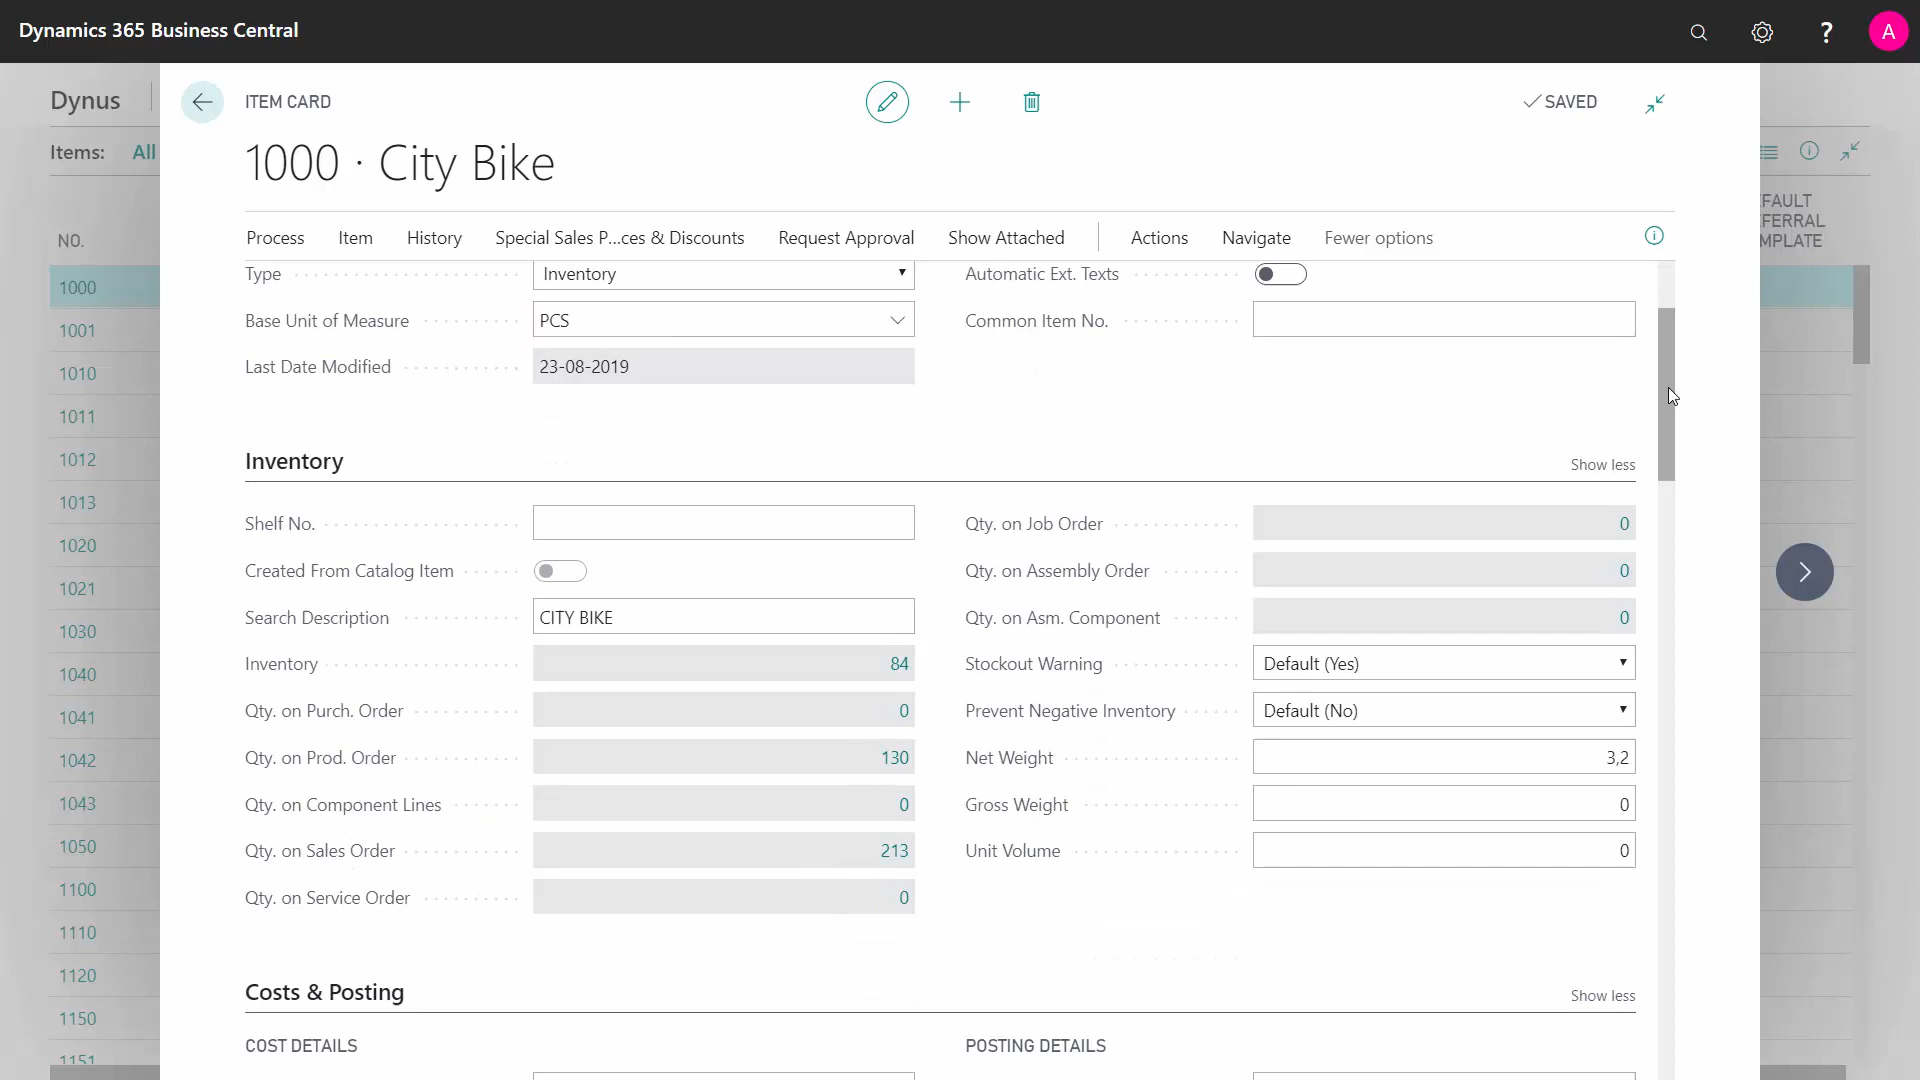 Dynamics 365 Business Central
?
A
Dynus
ITEM CARD
SAVED
Items: All
1000 · City Bike
Process Item History Special Sales P...ces & Discounts Request Approval Show Attached Actions Navigate Fewer options
NO.
1000
1001
1010
1011
1012
1013
1020
1021
1030
1040
1041
1042
1043
1050
1100
1110
1120
1150
1151
Type
Inventory
Automatic Ext. Texts
Base Unit of Measure
PCS
Common Item No.
Last Date Modified
23-08-2019
Inventory
Show less
Shelf No.
Created From Catalog Item
Search Description
CITY BIKE
Inventory
84
Qty. on Purch. Order
0
Qty. on Prod. Order
130
Qty. on Component Lines
0
Qty. on Sales Order
213
Qty. on Service Order
0
Qty. on Job Order
0
Qty. on Assembly Order
0
Qty. on Asm. Component
0
Stockout Warning
Default (Yes)
Prevent Negative Inventory
Default (No)
Net Weight
3,2
Gross Weight
0
Unit Volume
0
Costs & Posting
Show less
COST DETAILS
POSTING DETAILS